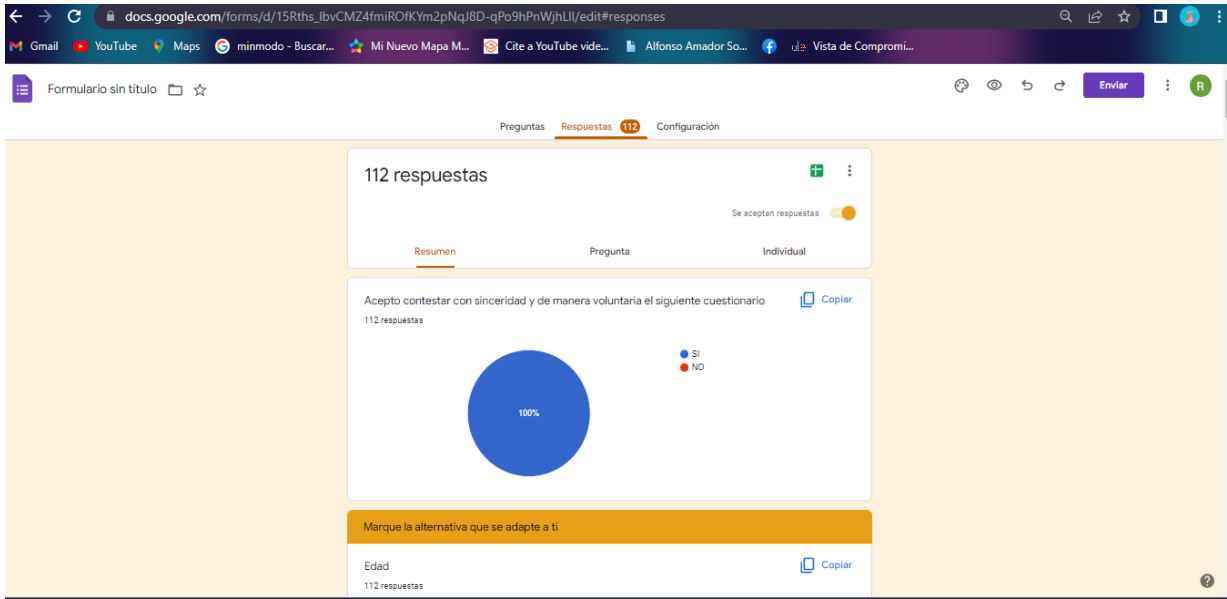 docs.google.com/forms/d/15Rths_IbvCMZ4fmiROfKYm2pNqJ8D-qPo9hPnWjhLlI/edit#responses
Gmail YouTube Maps minmodo - Buscar... Mi Nuevo Mapa M... Cite a YouTube vide... Alfonso Amador So... Vista de Compromi...
Formulario sin título Enviar R
Preguntas Respuestas 112 Configuración
112 respuestas
Se aceptan respuestas
Resumen Pregunta Individual
Acepto contestar con sinceridad y de manera voluntaria el siguiente cuestionario Copiar
112 respuestas
SI
NO
100%
Marque la alternativa que se adapte a ti
Edad Copiar
112 respuestas